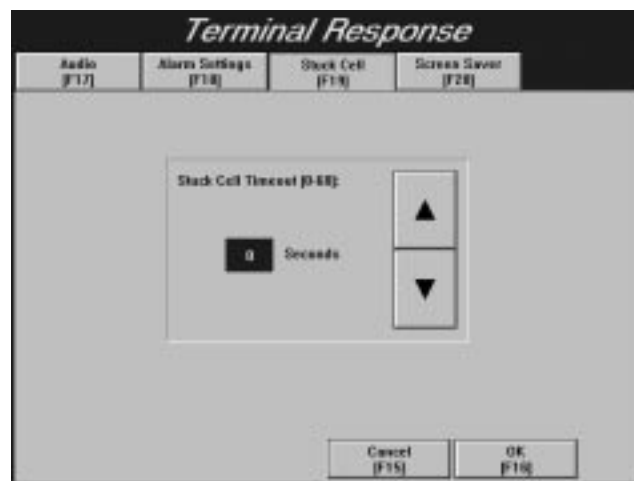 Terminal Response
Audio
[F17]
Alarm Settings
[F18]
Stuck Cell
[F19]
Screen Saver
[F20]
Stuck Cell Timeout [0-60]:
0 Seconds
Cancel
[F15]
OK
[F16]